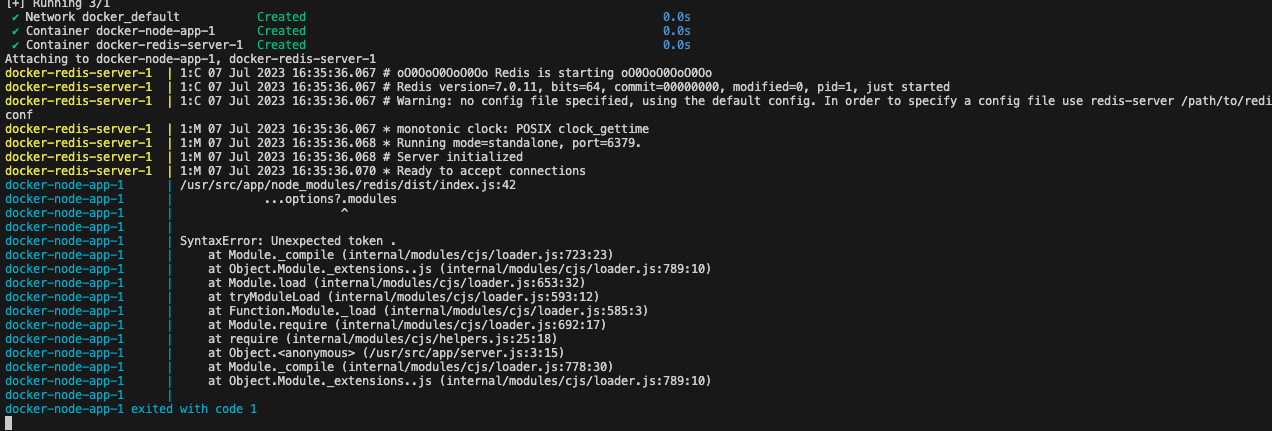 [+] Running 3/1
✔ Network docker_default Created 0.0s
✔ Container docker-node-app-1 Created 0.0s
✔ Container docker-redis-server-1 Created 0.0s
Attaching to docker-node-app-1, docker-redis-server-1
docker-redis-server-1 | 1:C 07 Jul 2023 16:35:36.067 # oO0OoO0OoO0Oo Redis is starting oO0OoO0OoO0Oo
docker-redis-server-1 | 1:C 07 Jul 2023 16:35:36.067 # Redis version=7.0.11, bits=64, commit=00000000, modified=0, pid=1, just started
docker-redis-server-1 | 1:C 07 Jul 2023 16:35:36.067 # Warning: no config file specified, using the default config. In order to specify a config file use redis-server /path/to/redi
conf
docker-redis-server-1 | 1:M 07 Jul 2023 16:35:36.067 * monotonic clock: POSIX clock_gettime
docker-redis-server-1 | 1:M 07 Jul 2023 16:35:36.068 * Running mode=standalone, port=6379.
docker-redis-server-1 | 1:M 07 Jul 2023 16:35:36.068 # Server initialized
docker-redis-server-1 | 1:M 07 Jul 2023 16:35:36.070 * Ready to accept connections
docker-node-app-1 | /usr/src/app/node_modules/redis/dist/index.js:42
docker-node-app-1 | ...options?.modules
docker-node-app-1 | ^
docker-node-app-1 |
docker-node-app-1 | SyntaxError: Unexpected token .
docker-node-app-1 | at Module._compile (internal/modules/cjs/loader.js:723:23)
docker-node-app-1 | at Object.Module._extensions..js (internal/modules/cjs/loader.js:789:10)
docker-node-app-1 | at Module.load (internal/modules/cjs/loader.js:653:32)
docker-node-app-1 | at tryModuleLoad (internal/modules/cjs/loader.js:593:12)
docker-node-app-1 | at Function.Module._load (internal/modules/cjs/loader.js:585:3)
docker-node-app-1 | at Module.require (internal/modules/cjs/loader.js:692:17)
docker-node-app-1 | at require (internal/modules/cjs/helpers.js:25:18)
docker-node-app-1 | at Object.<anonymous> (/usr/src/app/server.js:3:15)
docker-node-app-1 | at Module._compile (internal/modules/cjs/loader.js:778:30)
docker-node-app-1 | at Object.Module._extensions..js (internal/modules/cjs/loader.js:789:10)
docker-node-app-1 |
docker-node-app-1 exited with code 1